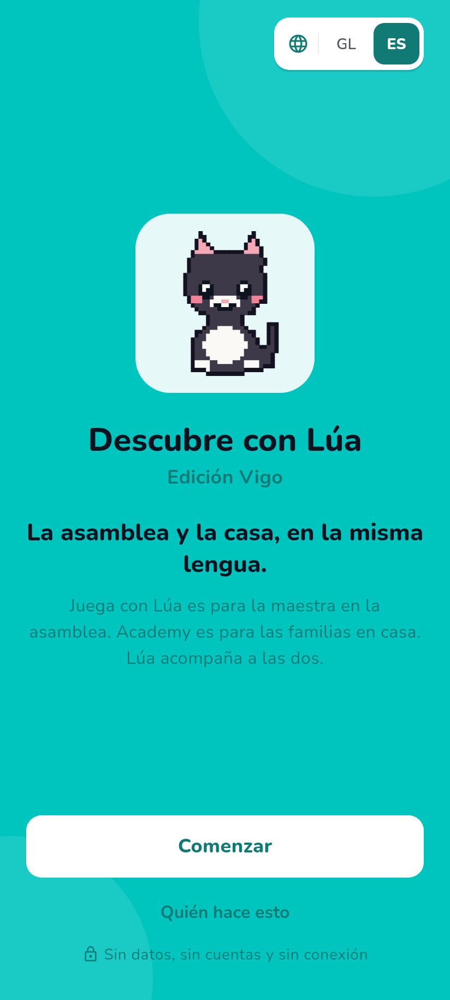 GL
ES
Descubre con Lúa
Edición Vigo
La asamblea y la casa, en la misma
lengua.
Juega con Lúa es para la maestra en la
asamblea. Academy es para las familias en casa.
Lúa acompaña a las dos.
Comenzar
Quién hace esto
Sin datos, sin cuentas y sin conexión